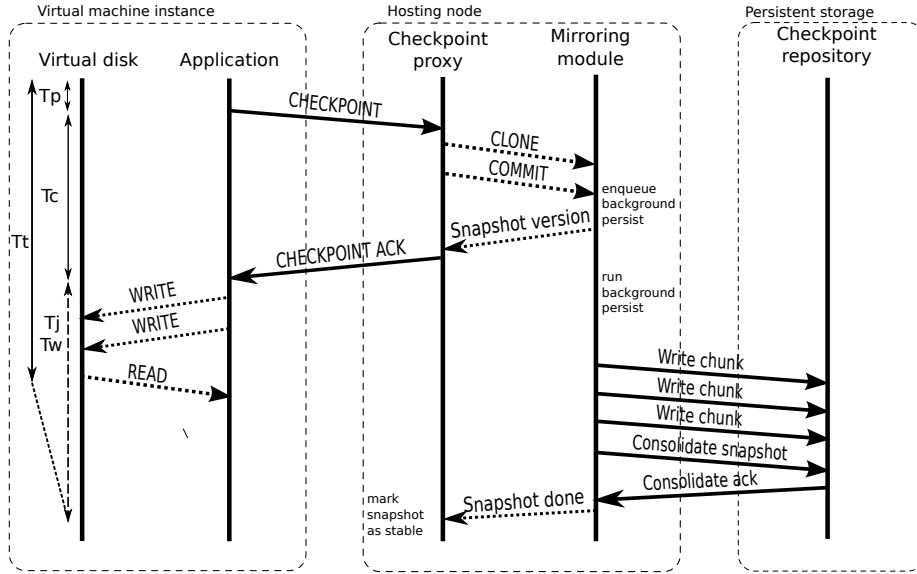 Virtual machine instance
Hosting node
Persistent storage
Virtual disk
Application
Checkpoint
proxy
Mirroring
module
Checkpoint
repository
Tp
CHECKPOINT
CLONE
COMMIT
Tc
enqueue
background
persist
Snapshot version
Tt
CHECKPOINT ACK
run
background
persist
WRITE
Tj
WRITE
Tw
READ
Write chunk
Write chunk
Write chunk
Consolidate snapshot
Consolidate ack
mark
snapshot
as stable
Snapshot done